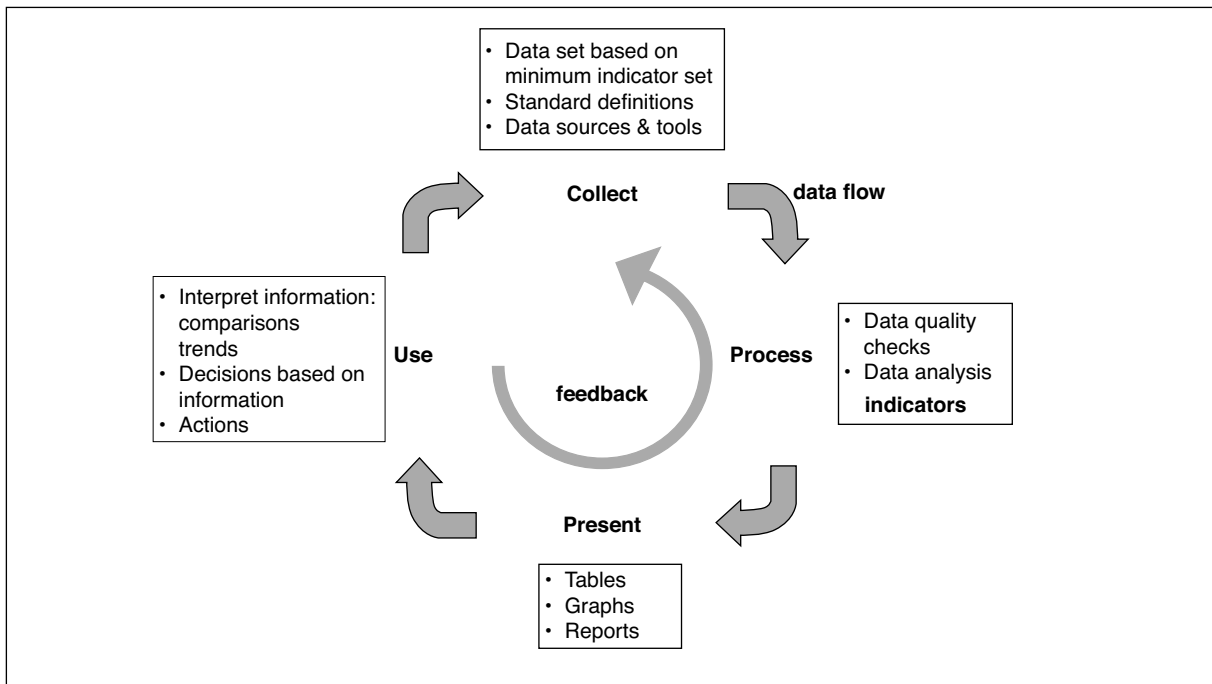 • Data set based on
minimum indicator set
• Standard definitions
• Data sources & tools
Collect
data flow
• Interpret information:
comparisons
trends
• Decisions based on
information
• Actions
Use
feedback
Process
• Data quality
checks
• Data analysis
indicators
Present
• Tables
• Graphs
• Reports